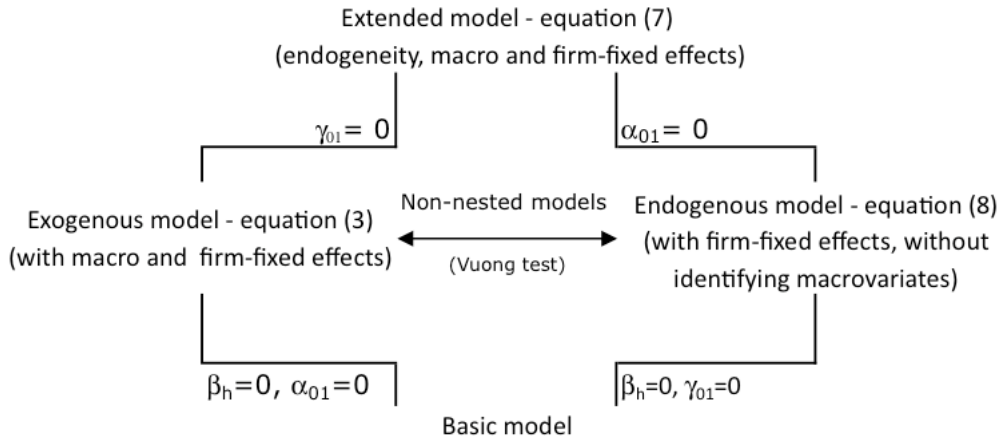 Extended model - equation (7)
(endogeneity, macro and firm-fixed effects)
γ₀₁= 0
α₀₁= 0
Exogenous model - equation (3)
(with macro and firm-fixed effects)
Non-nested models
(Vuong test)
Endogenous model - equation (8)
(with firm-fixed effects, without
identifying macrovariates)
βₕ=0, α₀₁=0
βₕ=0, γ₀₁=0
Basic model